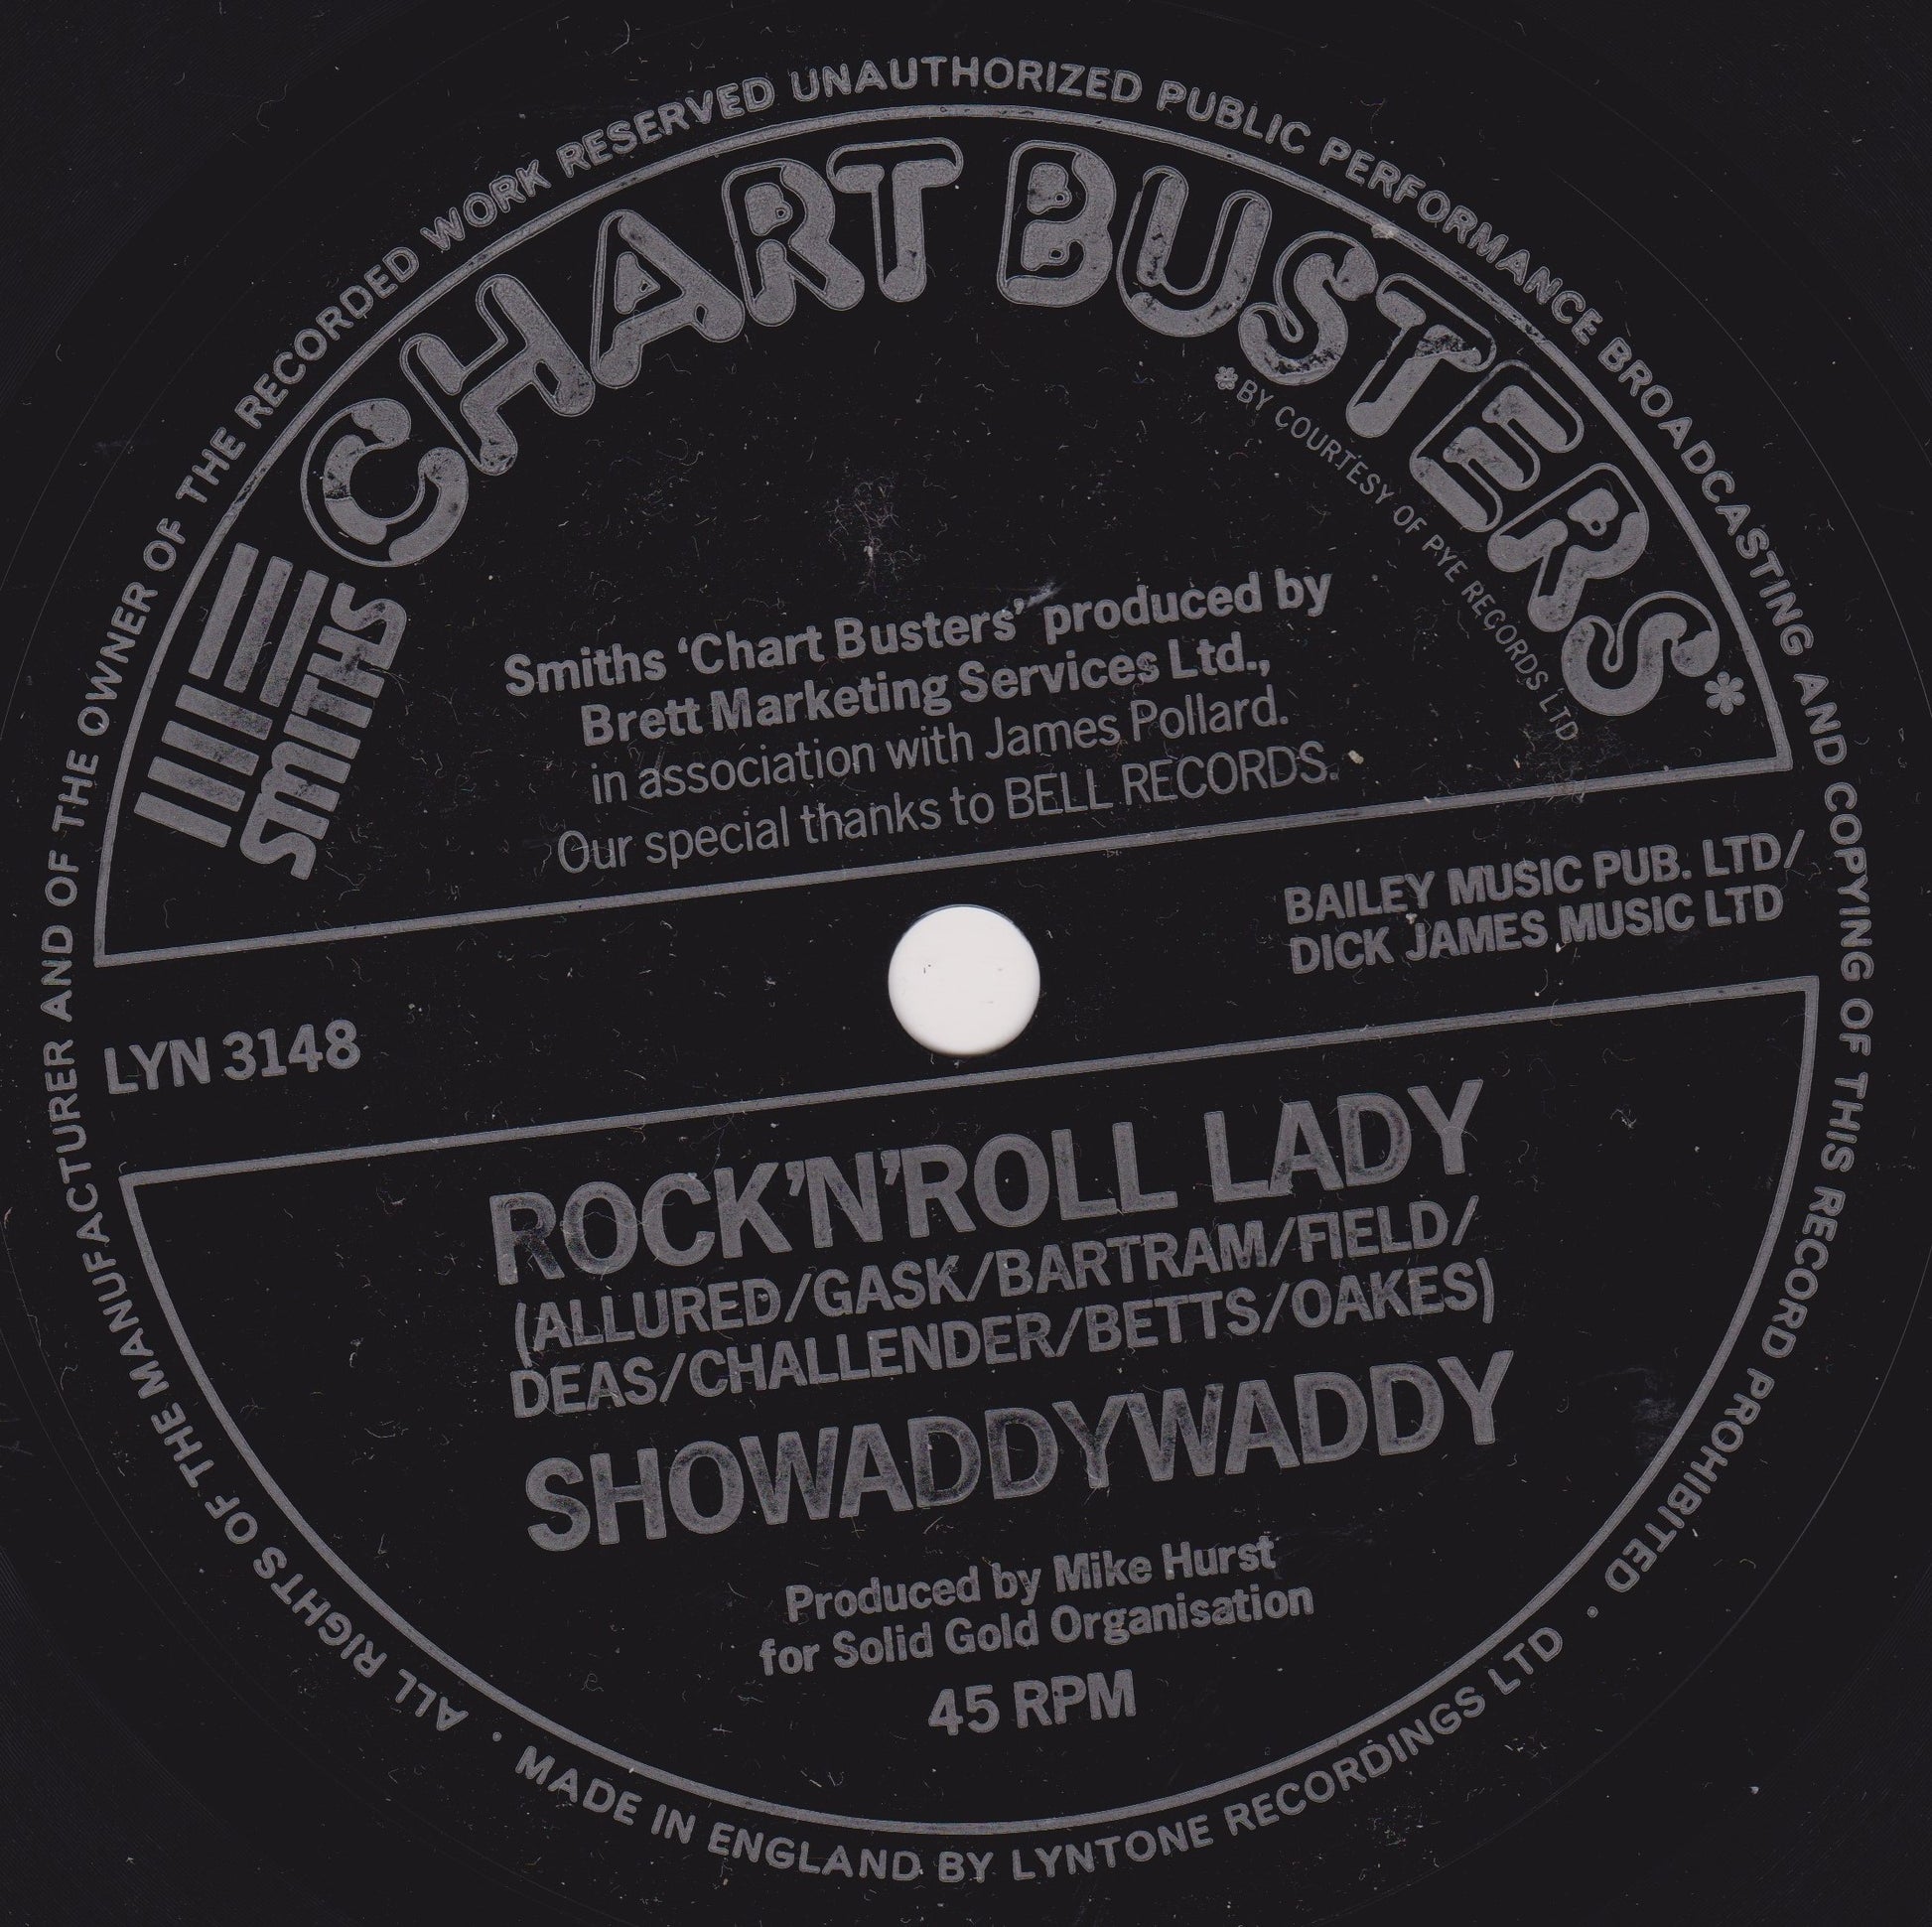 ALL RIGHTS OF THE MANUFACTURER AND OF THE OWNER OF THE RECORDED WORK RESERVED UNAUTHORIZED PUBLIC PERFORMANCE BROADCASTING AND COPYING OF THIS RECORD PROHIBITED •
SMITHS
CHART BUSTERS*
*BY COURTESY OF PYE RECORDS LTD
Smiths ‘Chart Busters’ produced by
Brett Marketing Services Ltd.,
in association with James Pollard.
Our special thanks to BELL RECORDS.
BAILEY MUSIC PUB. LTD/
DICK JAMES MUSIC LTD
LYN 3148
ROCK'N'ROLL LADY
(ALLURED/GASK/BARTRAM/FIELD/
DEAS/CHALLENDER/BETTS/OAKES)
SHOWADDYWADDY
Produced by Mike Hurst
for Solid Gold Organisation
45 RPM
• MADE IN ENGLAND BY LYNTONE RECORDINGS LTD